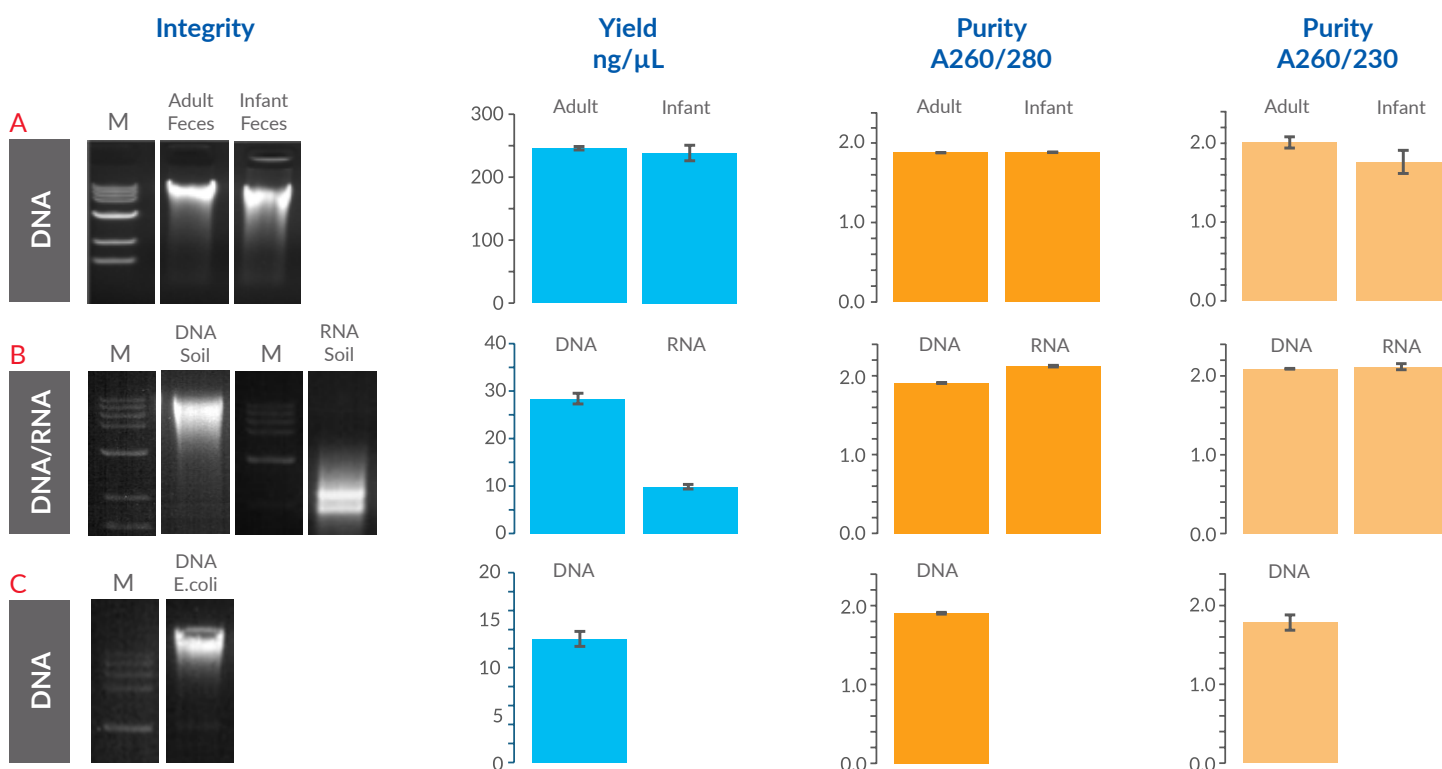 Integrity
Yield
ng/μL
Purity
A260/280
Purity
A260/230
A
DNA
M
Adult
Feces
Infant
Feces
300
200
100
0
Adult
Infant
2.0
1.0
0.0
Adult
Infant
2.0
1.0
0.0
Adult
Infant
B
DNA/RNA
M
DNA
Soil
M
RNA
Soil
40
30
20
10
0
DNA
RNA
2.0
1.0
0.0
DNA
RNA
2.0
1.0
0.0
DNA
RNA
C
DNA
M
DNA
E.coli
20
15
10
5
0
DNA
2.0
1.0
0.0
DNA
2.0
1.0
0.0
DNA